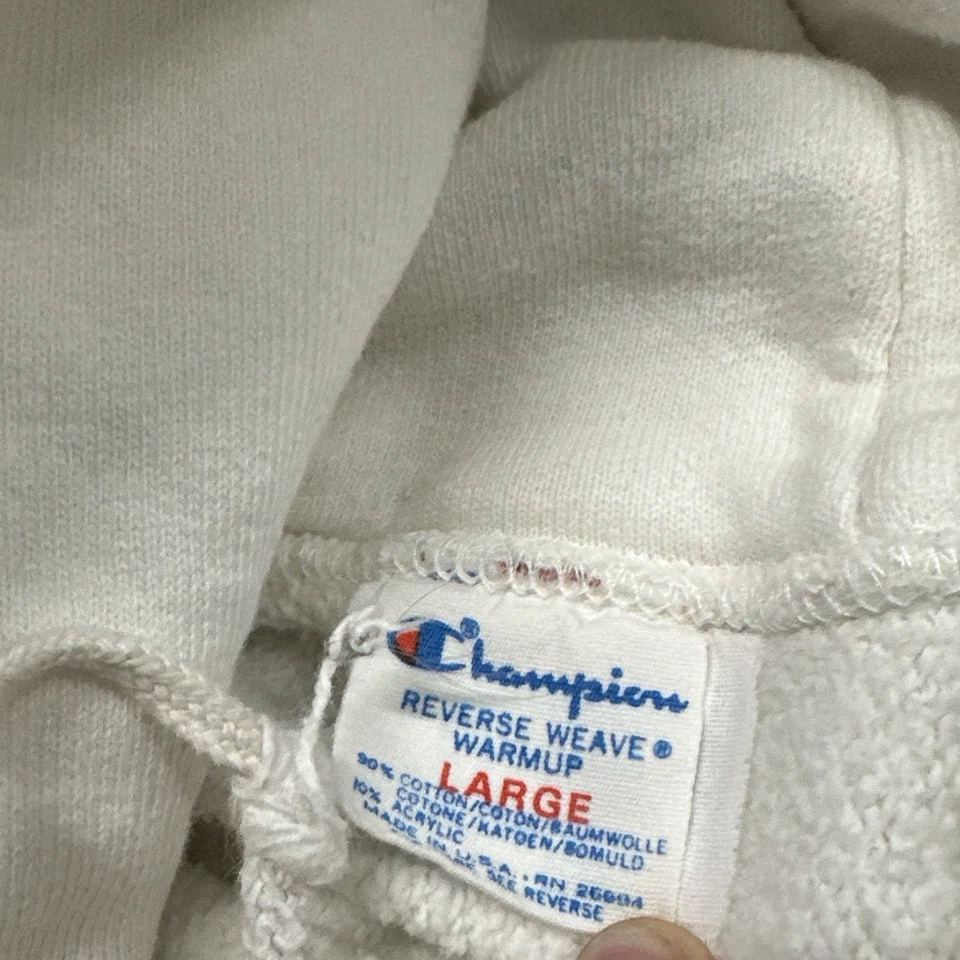 Champion®
REVERSE WEAVE®
WARMUP
LARGE
90% COTTON/COTON/BAUMWOLLE
COTONE/KATOEN/BOMULD
10% ACRYLIC
MADE IN U.S.A. · RN 26094
SEE REVERSE